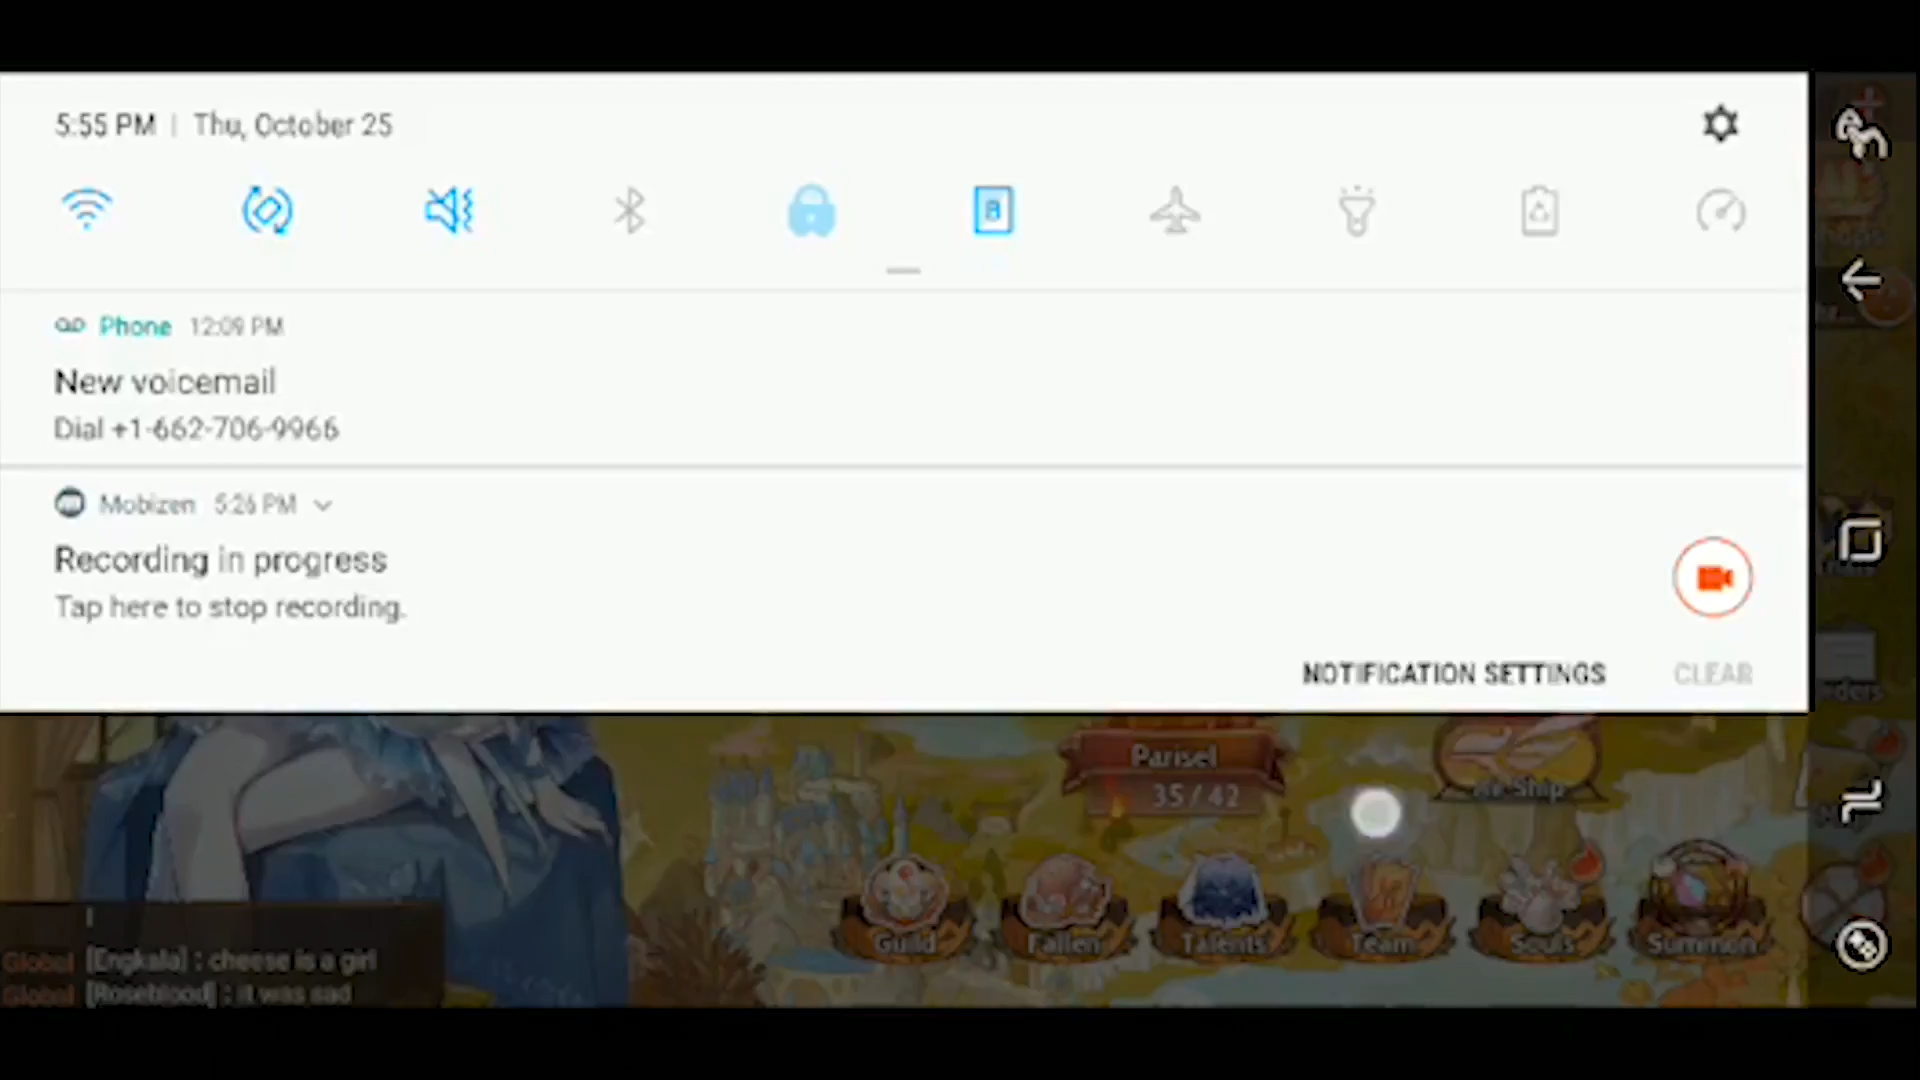 5:55 PM | Thu, October 25
B
Phone 12:09 PM
New voicemail
Dial +1-662-706-9966
Mobizen 5:26 PM
Recording in progress
Tap here to stop recording.
NOTIFICATION SETTINGS CLEAR
Parisel
35/42
Air Ship
Guild Fallen Talents Team Souls Summon
Global [Engkala] : cheese is a girl
Global [Roseblood] : it was sad